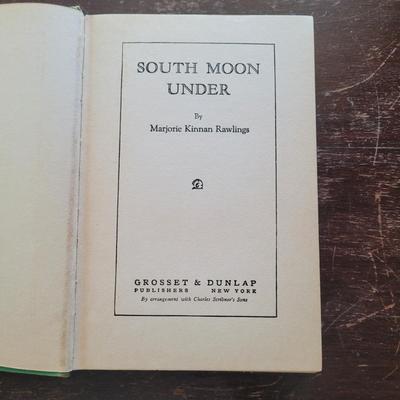 SOUTH MOON
UNDER
By
Marjorie Kinnan Rawlings
GROSSET & DUNLAP
PUBLISHERS NEW YORK
By arrangement with Charles Scribner's Sons